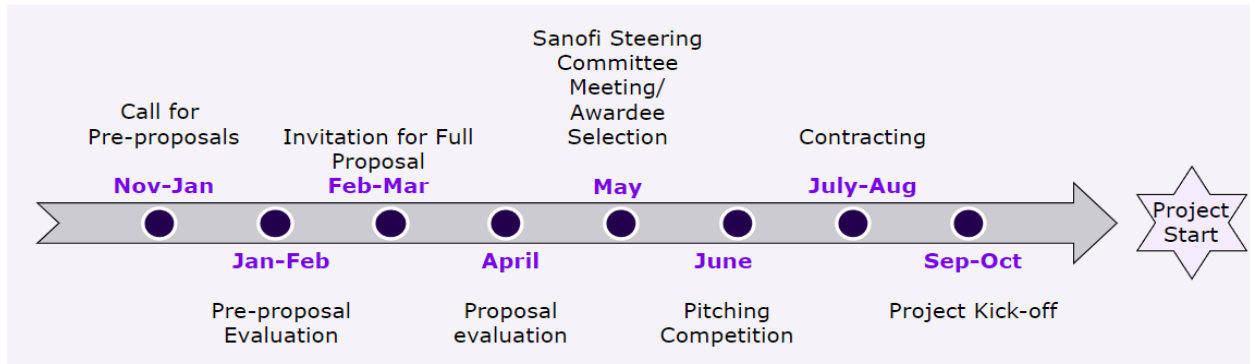 Call for
Pre-proposals
Nov-Jan
Jan-Feb
Pre-proposal
Evaluation
Invitation for Full
Proposal
Feb-Mar
April
Proposal
evaluation
Sanofi Steering
Committee
Meeting/
Awardee
Selection
May
June
Pitching
Competition
Contracting
July-Aug
Sep-Oct
Project Kick-off
Project
Start